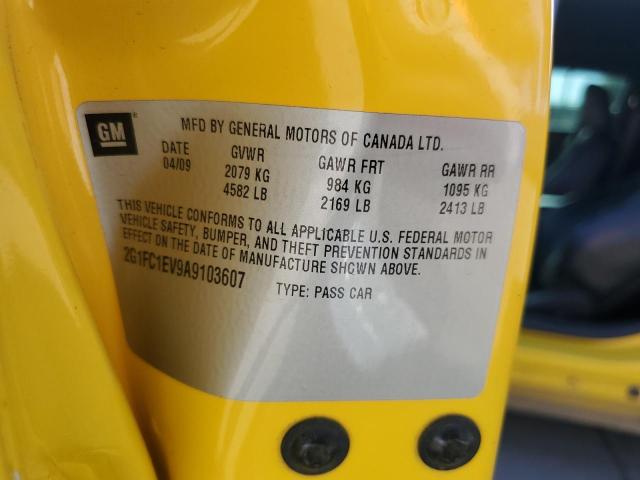 GM
MFD BY GENERAL MOTORS OF CANADA LTD.
DATE GVWR GAWR FRT GAWR RR
04/09 2079 KG 984 KG 1095 KG
4582 LB 2169 LB 2413 LB
THIS VEHICLE CONFORMS TO ALL APPLICABLE U.S. FEDERAL MOTOR
VEHICLE SAFETY, BUMPER, AND THEFT PREVENTION STANDARDS IN
EFFECT ON THE DATE OF MANUFACTURE SHOWN ABOVE.
2G1FC1EV9A9103607 TYPE: PASS CAR